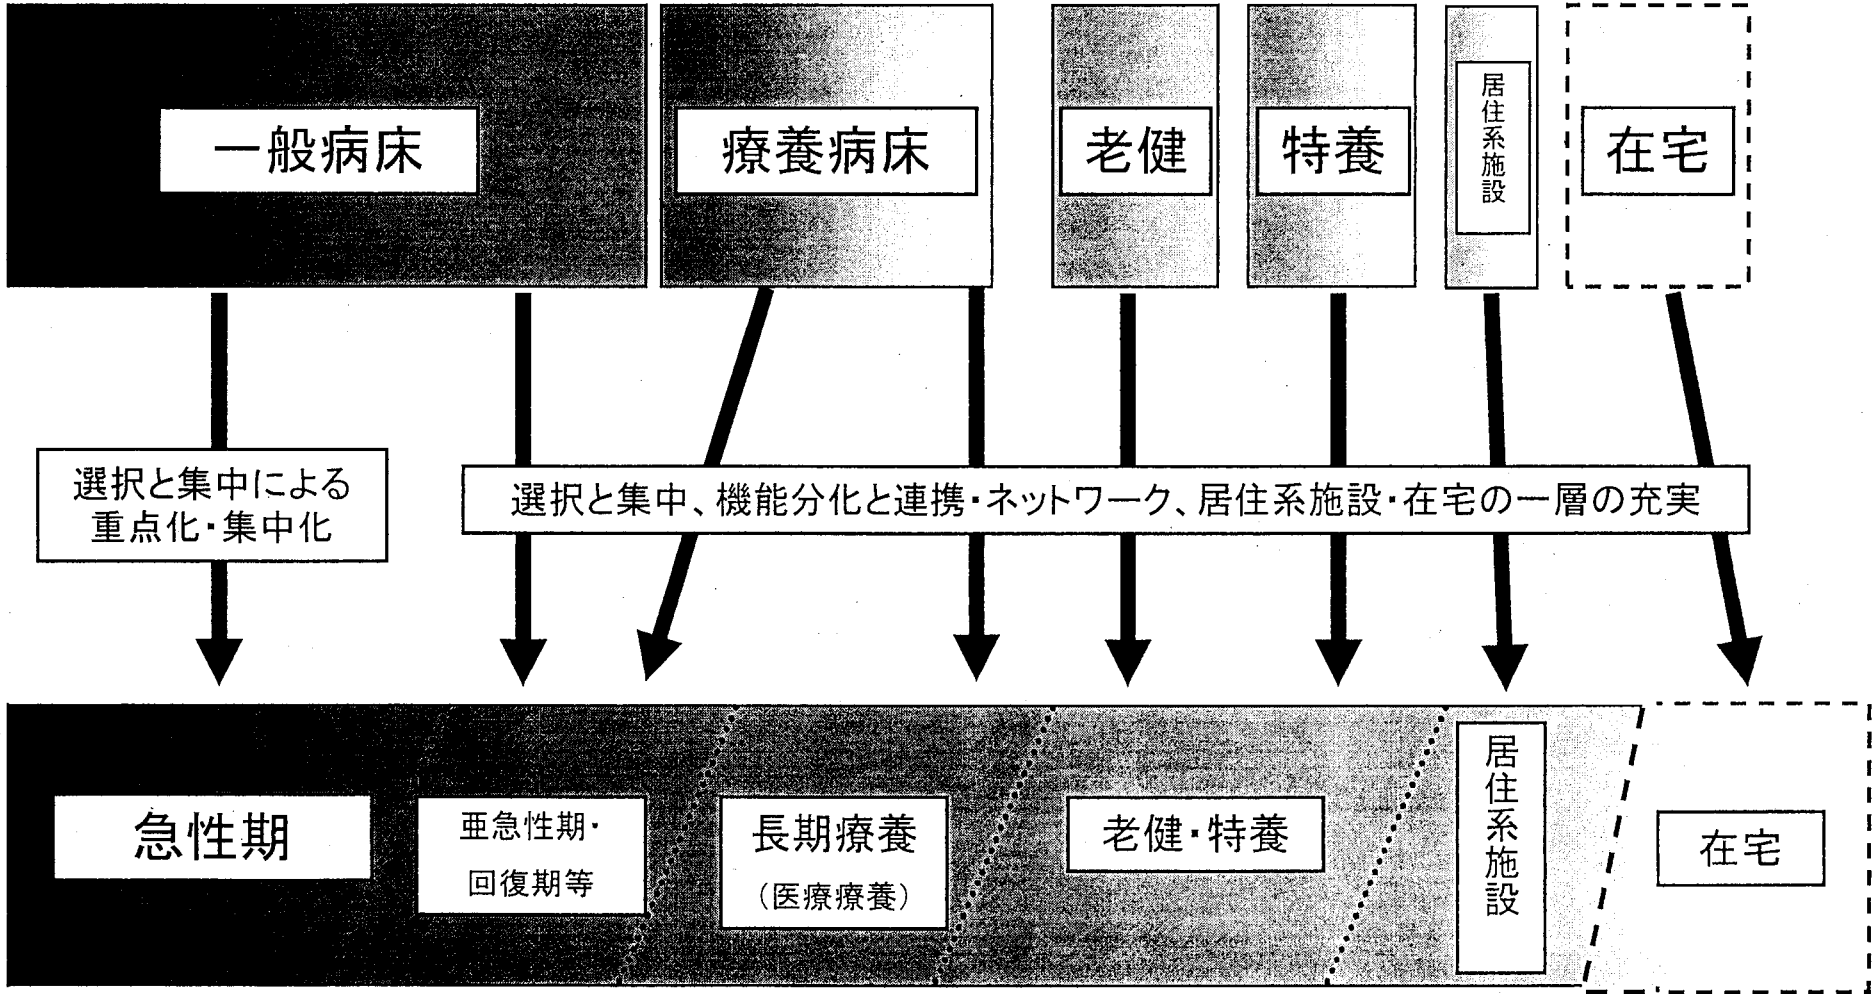 一般病床
療養病床
老健
特養
居住系施設
在宅
選択と集中による
重点化・集中化
選択と集中、機能分化と連携・ネットワーク、居住系施設・在宅の一層の充実
急性期
亜急性期・
回復期等
長期療養
（医療療養）
老健・特養
居住系施設
在宅